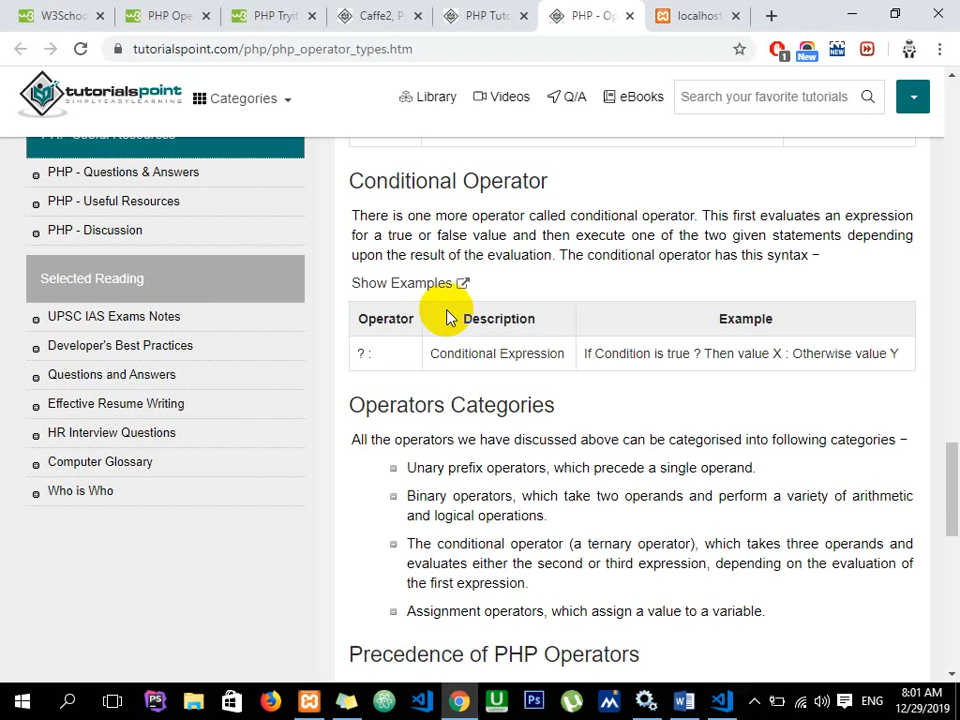 W3Schoo
PHP Ope
PHP Tryit
Caffe2, P
PHP Tuto
PHP - Op
localhost
tutorialspoint.com/php/php_operator_types.htm
1
New
NEW
tutorialspoint
SIMPLYEASYLEARNING
Categories
Library
Videos
Q/A
eBooks
Search your favorite tutorials
PHP Useful Resources
PHP - Questions & Answers
PHP - Useful Resources
PHP - Discussion
Selected Reading
UPSC IAS Exams Notes
Developer's Best Practices
Questions and Answers
Effective Resume Writing
HR Interview Questions
Computer Glossary
Who is Who
Conditional Operator
There is one more operator called conditional operator. This first evaluates an expression
for a true or false value and then execute one of the two given statements depending
upon the result of the evaluation. The conditional operator has this syntax −
Show Examples
Operator Description Example
? : Conditional Expression If Condition is true ? Then value X : Otherwise value Y
Operators Categories
All the operators we have discussed above can be categorised into following categories −
Unary prefix operators, which precede a single operand.
Binary operators, which take two operands and perform a variety of arithmetic
and logical operations.
The conditional operator (a ternary operator), which takes three operands and
evaluates either the second or third expression, depending on the evaluation of
the first expression.
Assignment operators, which assign a value to a variable.
Precedence of PHP Operators
ENG
8:01 AM
12/29/2019